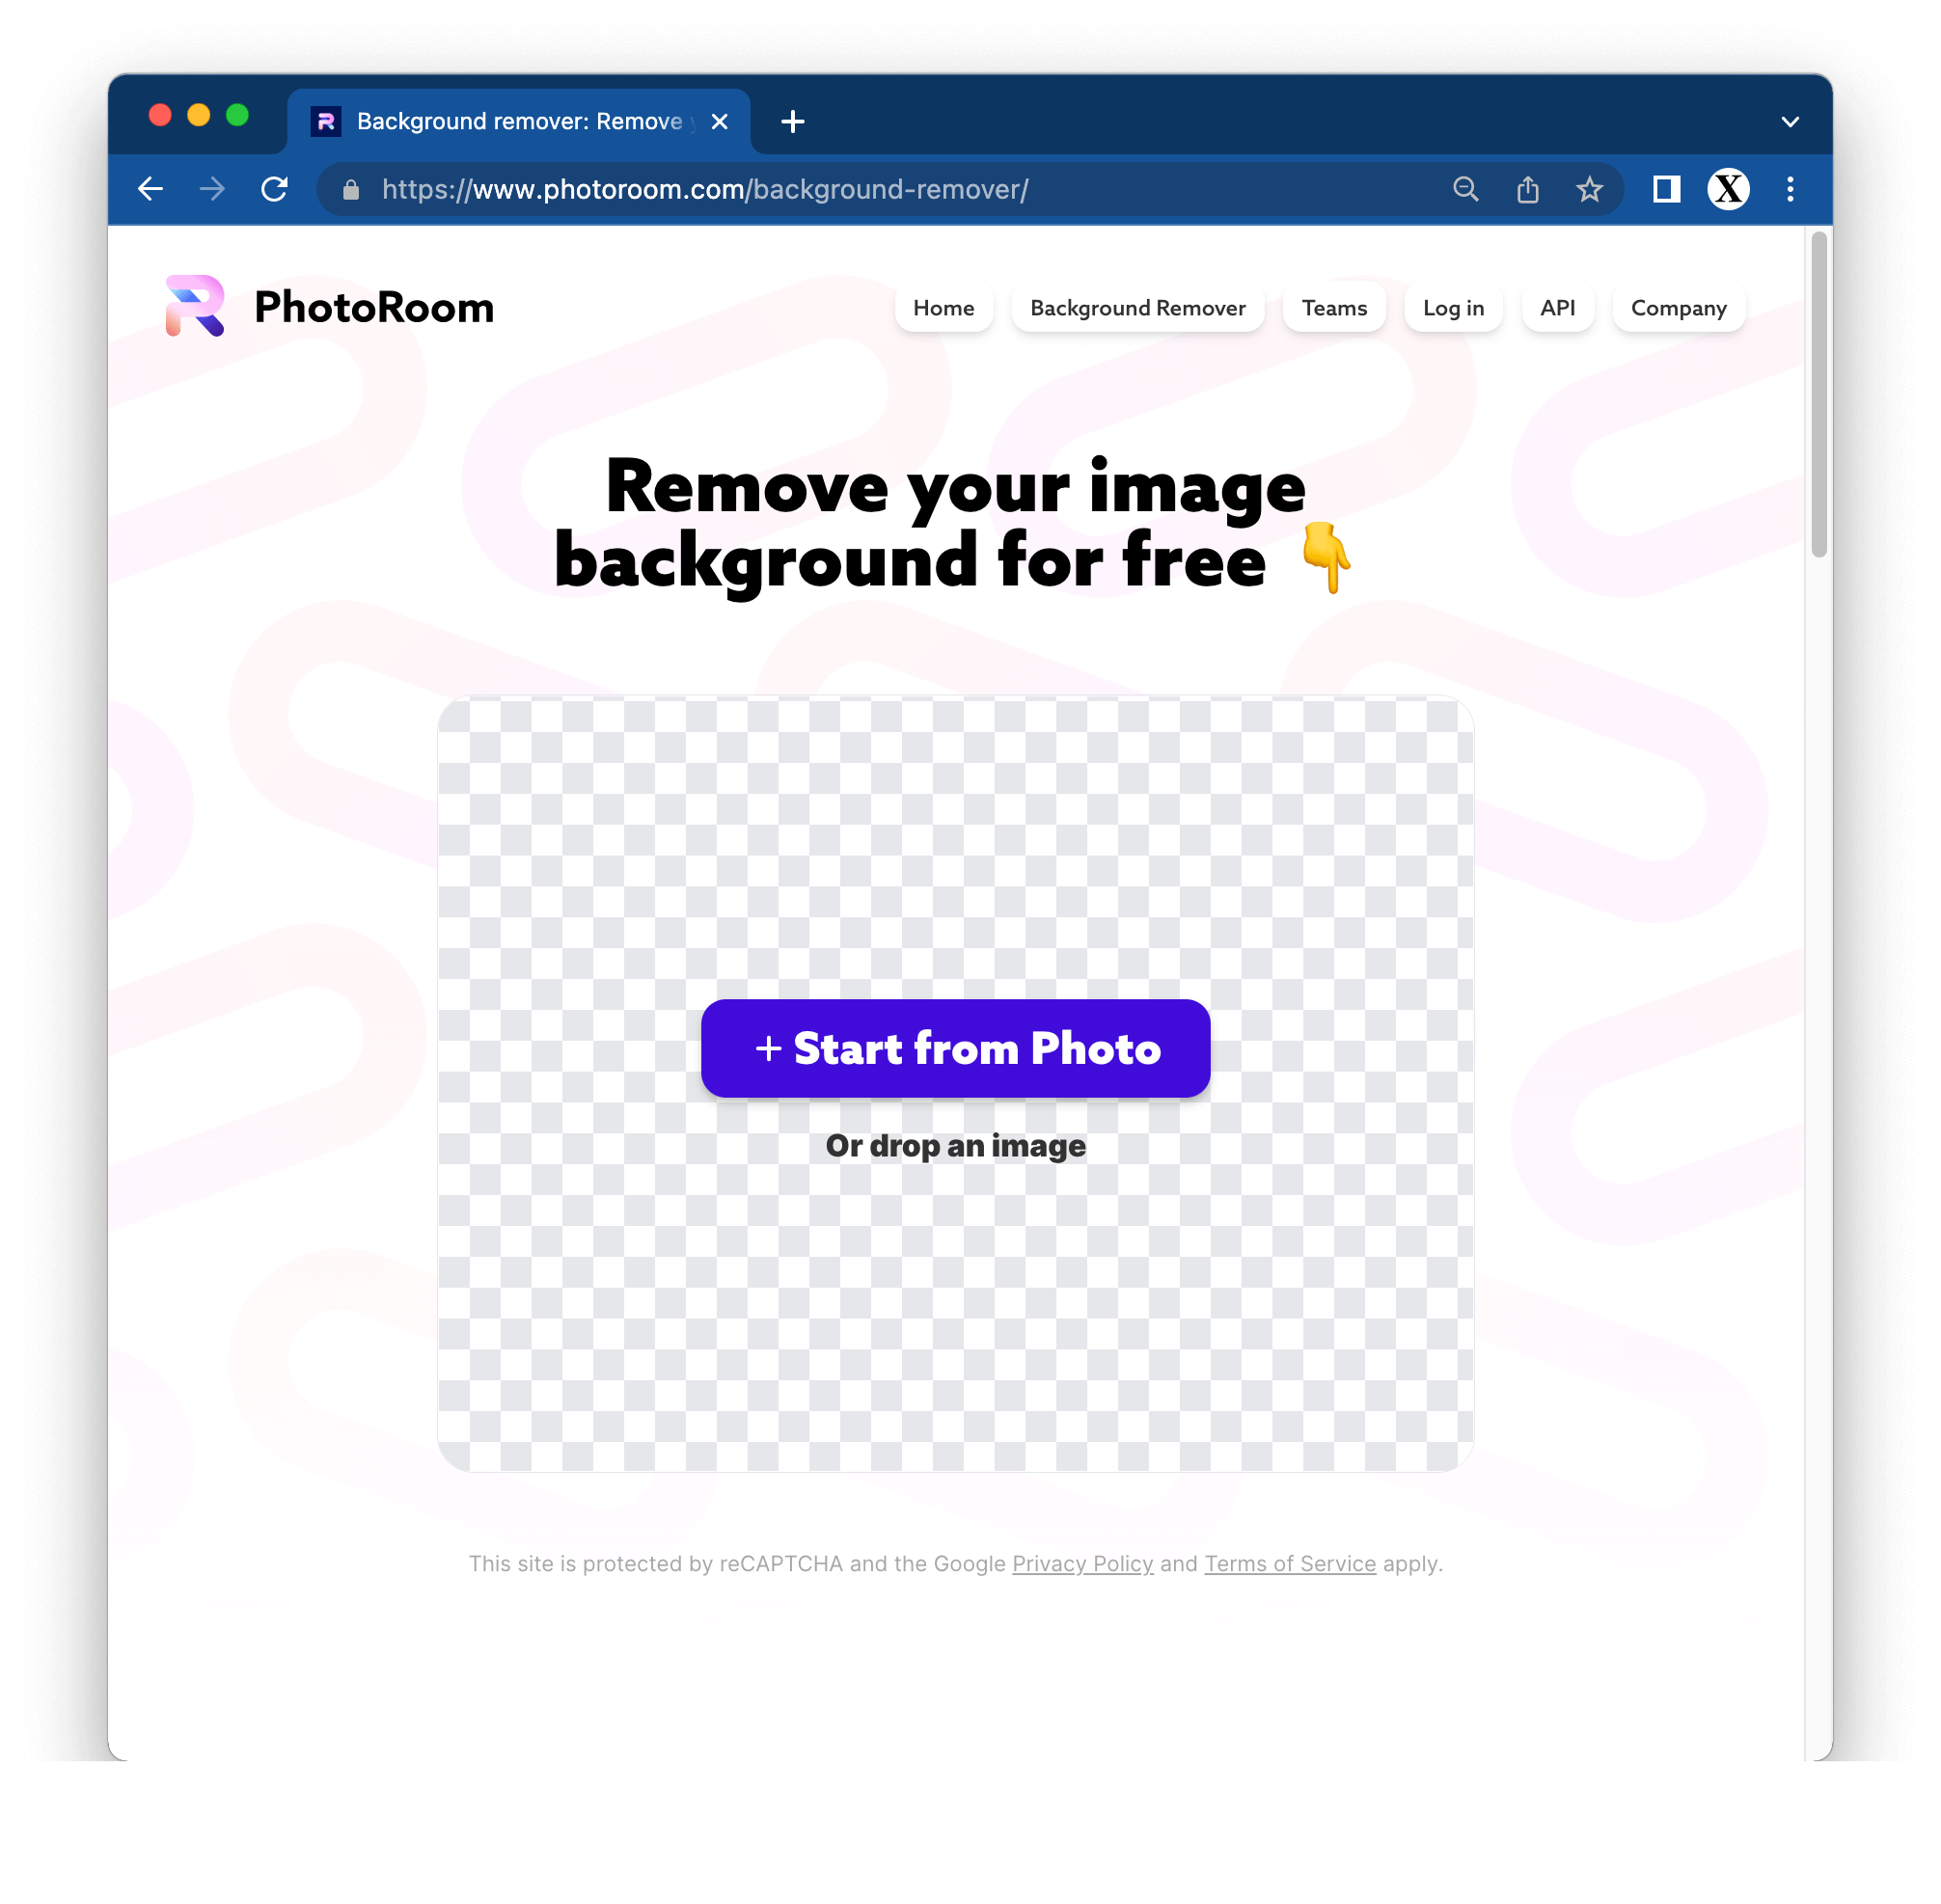 Background remover: Remove
https://www.photoroom.com/background-remover/
X
PhotoRoom
Home
Background Remover
Teams
Log in
API
Company
Remove your image
background for free 👇
+ Start from Photo
Or drop an image
This site is protected by reCAPTCHA and the Google Privacy Policy and Terms of Service apply.